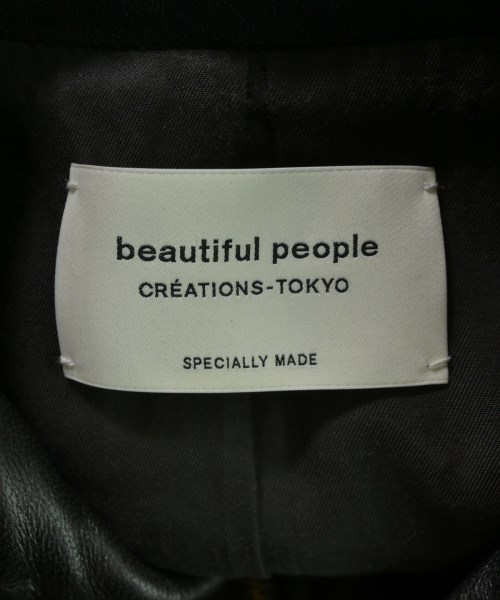 beautiful people
CRÉATIONS-TOKYO
SPECIALLY MADE